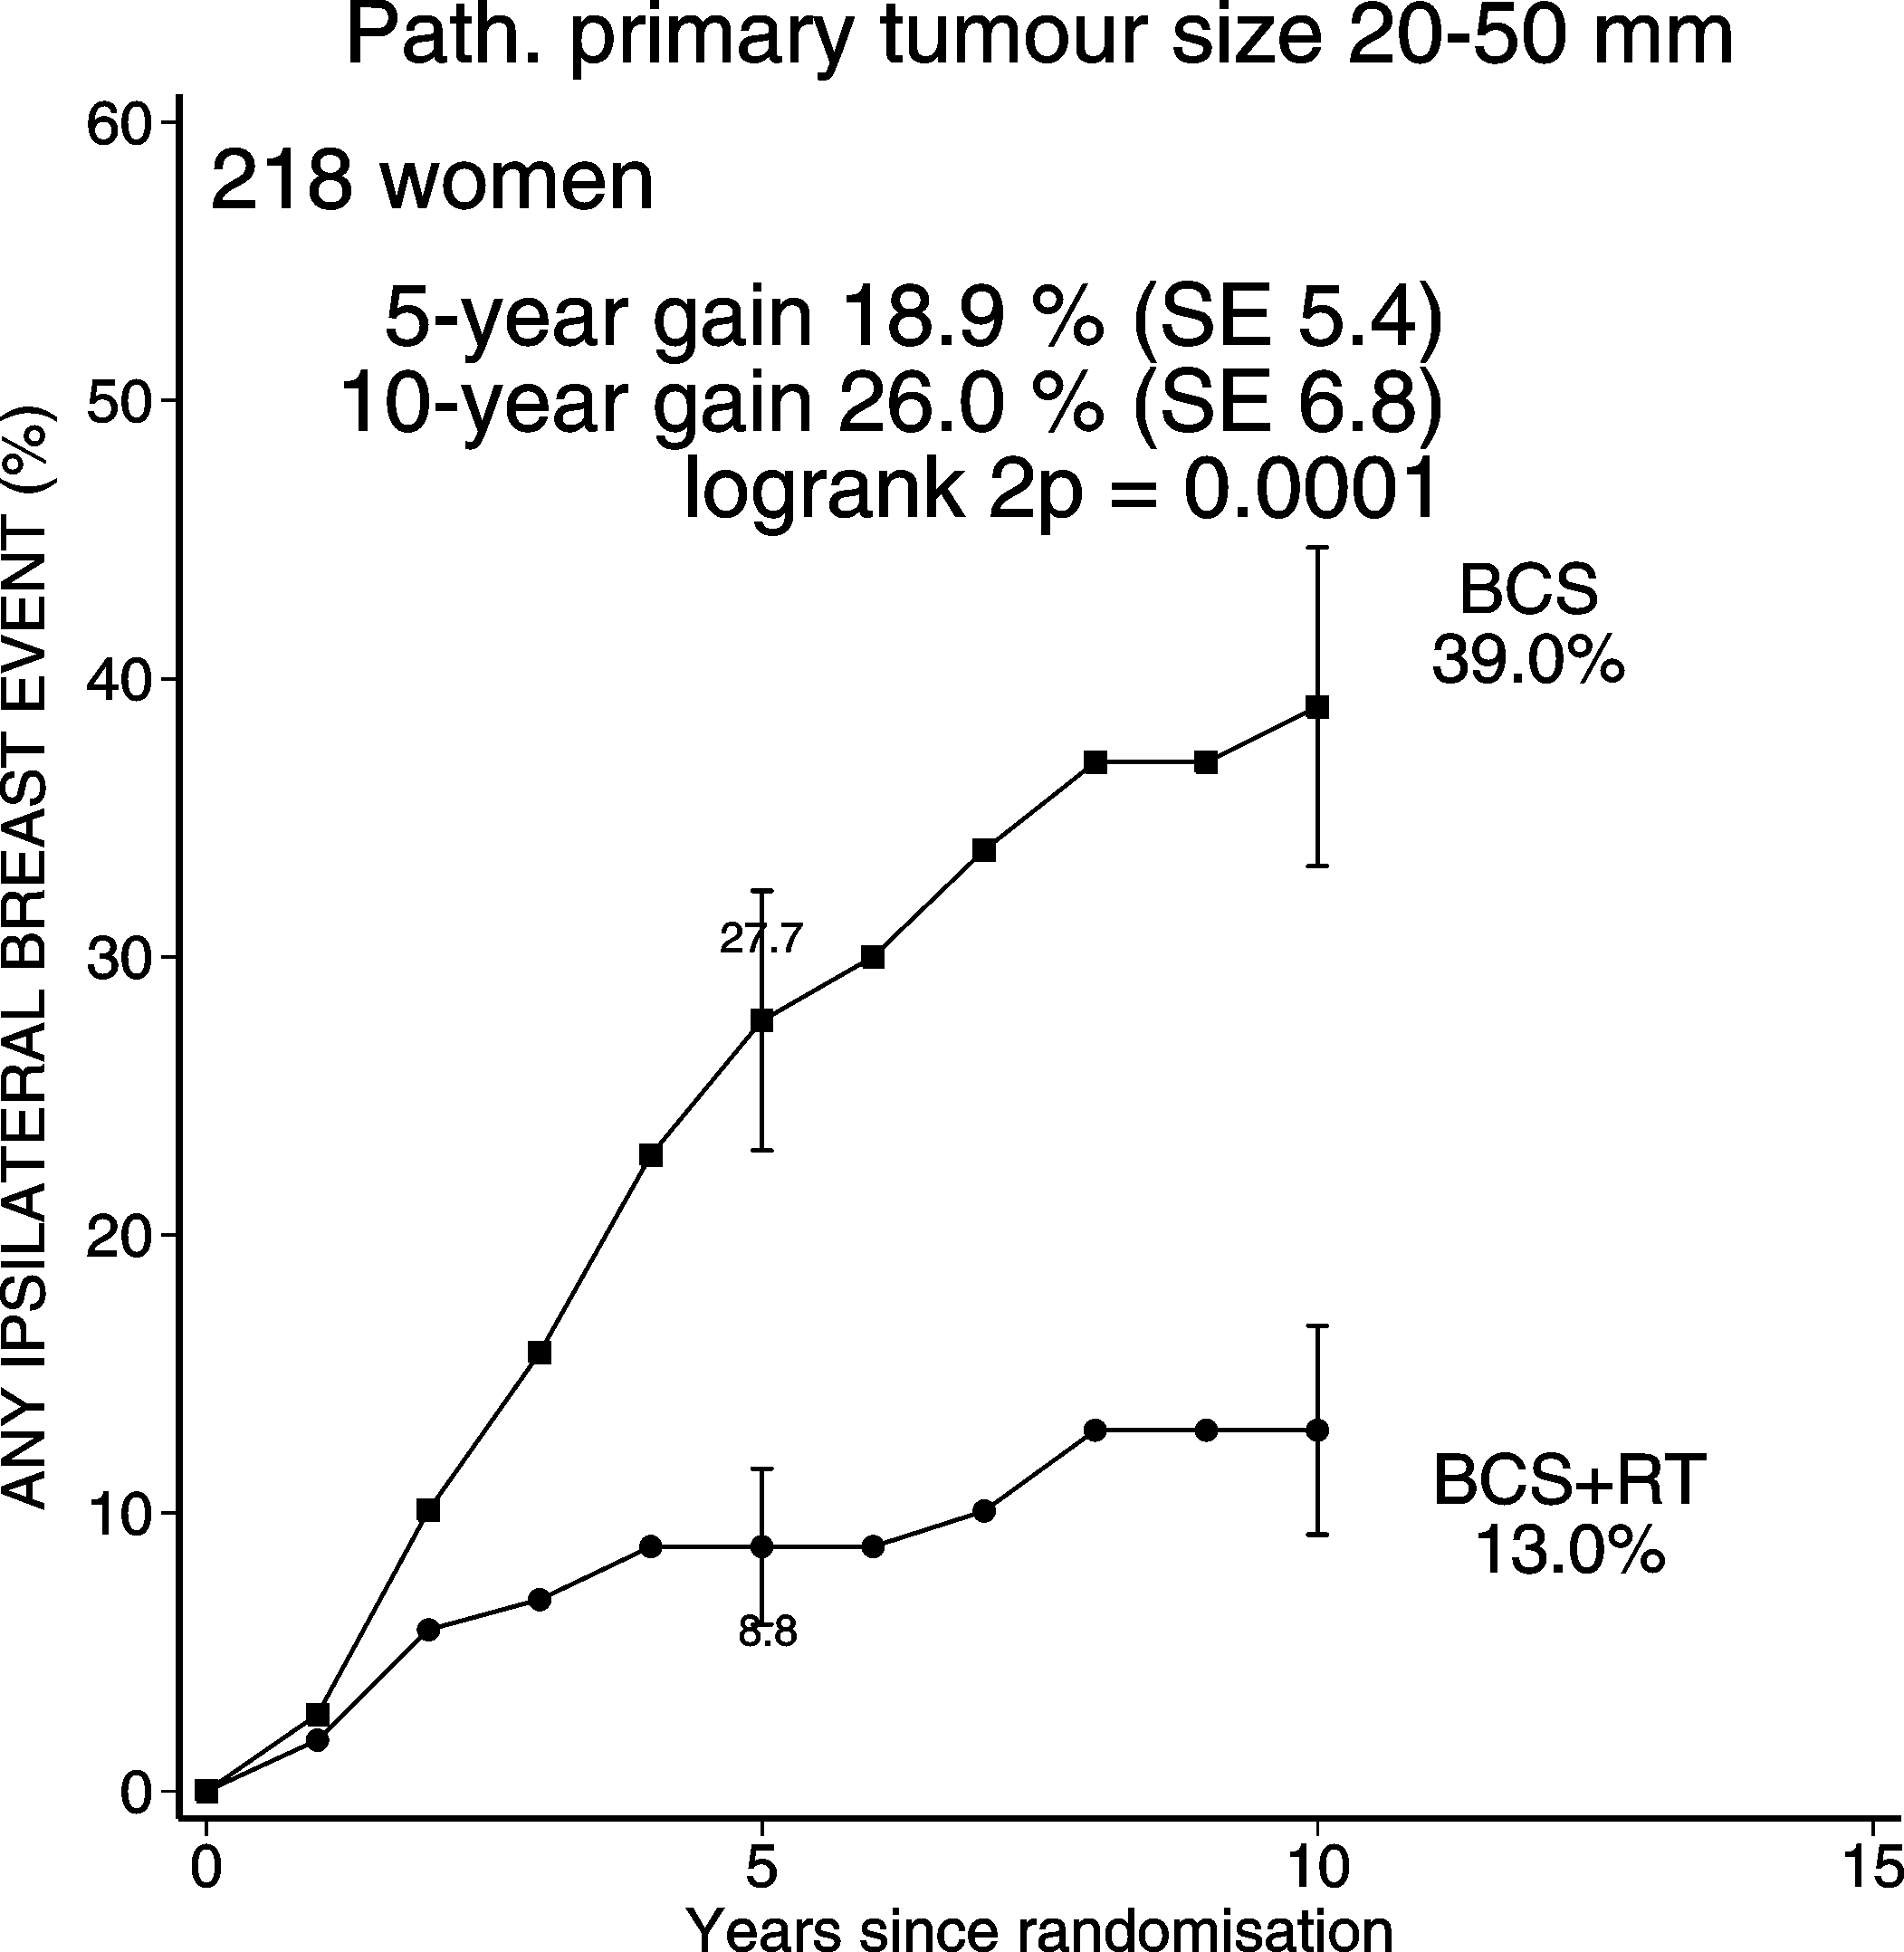 Path. primary tumour size 20-50 mm
60
218 women
5-year gain 18.9 % (SE 5.4)
10-year gain 26.0 % (SE 6.8)
logrank 2p = 0.0001
50
ANY IPSILATERAL BREAST EVENT (%)
BCS
39.0%
40
27.7
30
20
10
BCS+RT
13.0%
8.8
0
0 5 10 15
Years since randomisation